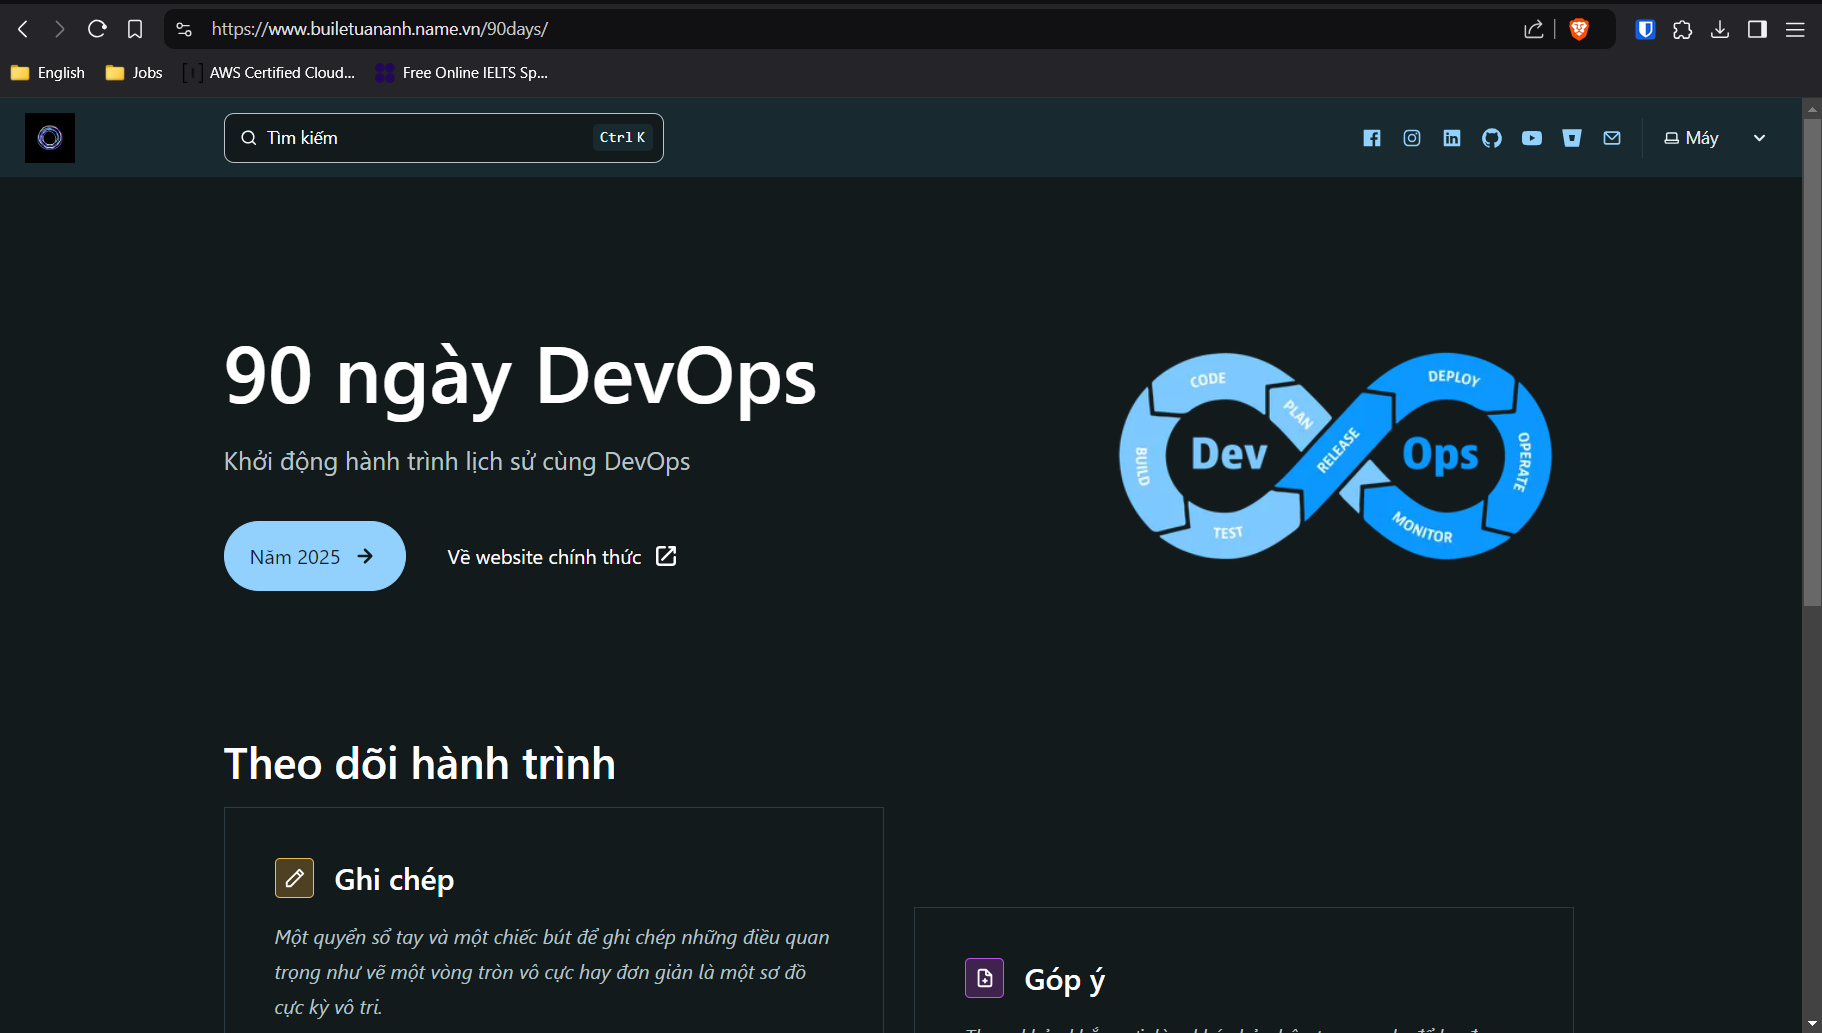 https://www.builetuananh.name.vn/90days/
English
Jobs
AWS Certified Cloud...
Free Online IELTS Sp...
Tìm kiếm
Ctrl K
Máy
90 ngày DevOps
Khởi động hành trình lịch sử cùng DevOps
Năm 2025
Về website chính thức
CODE
PLAN
BUILD
TEST
RELEASE
DEPLOY
OPERATE
MONITOR
Dev
Ops
Theo dõi hành trình
Ghi chép
Một quyển sổ tay và một chiếc bút để ghi chép những điều quan
trọng như vẽ một vòng tròn vô cực hay đơn giản là một sơ đồ
cực kỳ vô tri.
Góp ý